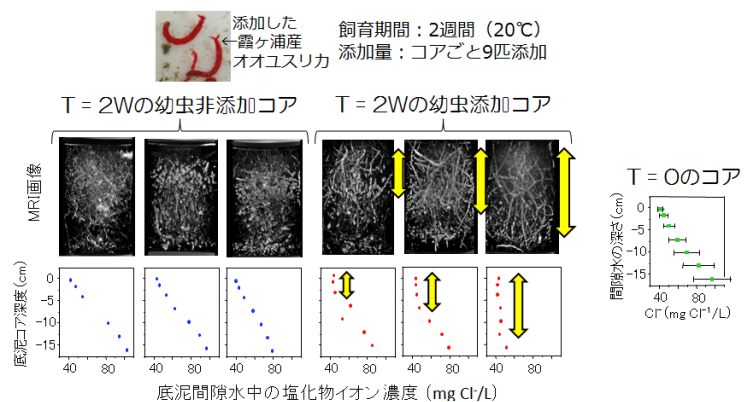 添加した
←霞ヶ浦産
オオユスリカ
飼育期間：2週間（20℃）
添加量：コアごと9匹添加
T = 2Wの幼虫非添加コア
T = 2Wの幼虫添加コア
MRI画像
T = 0のコア
間隙水の深さ(cm)
0
-5
-10
-15
40 80
Cl⁻(mg Cl⁻¹/L)
底泥コア深度(cm)
0
-5
-10
-15
40 80 40 80 40 80 40 80 40 80 40 80
底泥間隙水中の塩化物イオン濃度 (mg Cl⁻/L)